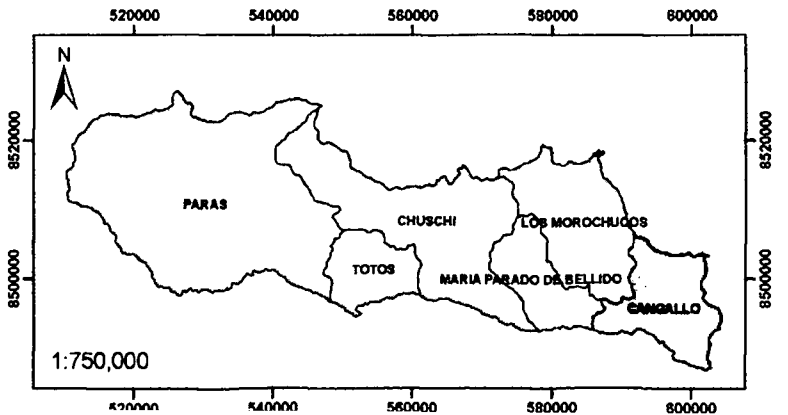 520000 540000 560000 580000 600000
N
8520000 8520000
PARAS
CHUSCHI
LOS MOROCHUCOS
TOTOS
MARIA PARADO DE BELLIDO
8500000 8500000
CANGALLO
1:750,000
520000 540000 560000 580000 600000